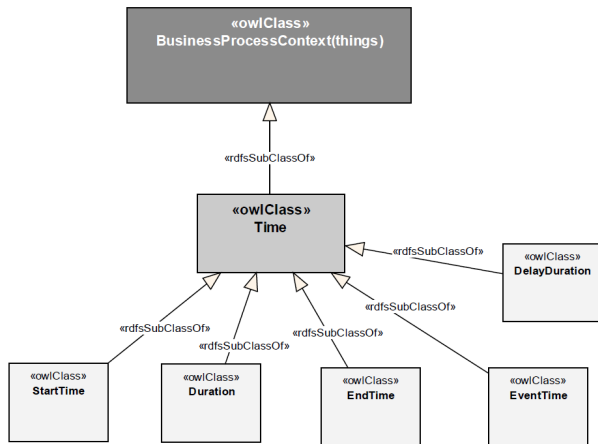 «owlClass»
BusinessProcessContext(things)
«rdfsSubClassOf»
«owlClass»
Time
«rdfsSubClassOf»
«owlClass»
DelayDuration
«rdfsSubClassOf»
«rdfsSubClassOf»
«rdfsSubClassOf»
«rdfsSubClassOf»
«owlClass»
StartTime
«owlClass»
Duration
«owlClass»
EndTime
«owlClass»
EventTime